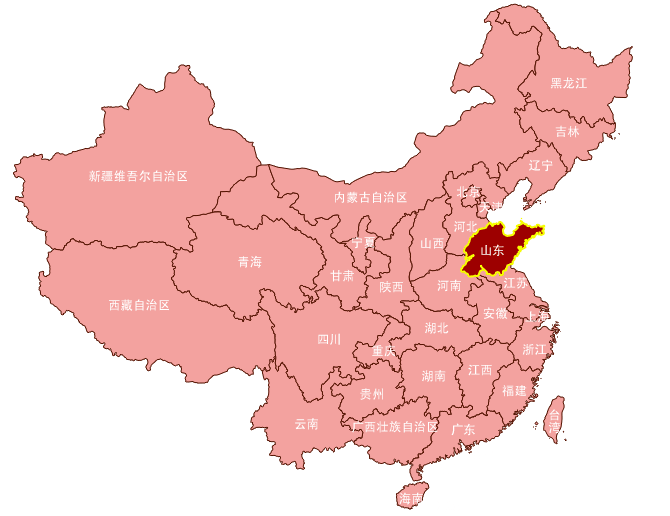 黑龙江
吉林
辽宁
新疆维吾尔自治区
内蒙古自治区
北京
天津
河北
宁夏
山西
山东
青海
甘肃
陕西
河南
江苏
西藏自治区
安徽
上海
湖北
四川
浙江
重庆
江西
湖南
福建
贵州
台湾
云南
广西壮族自治区
广东
海南